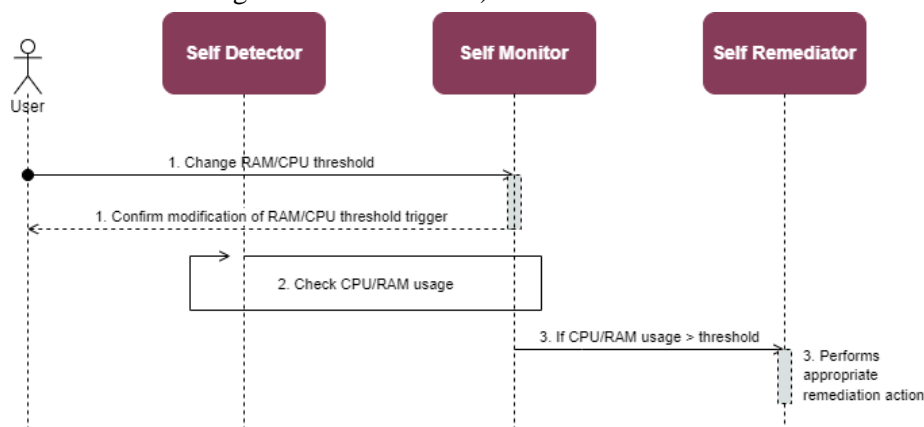 Self Detector
Self Monitor
Self Remediator
User
1. Change RAM/CPU threshold
1. Confirm modification of RAM/CPU threshold trigger
2. Check CPU/RAM usage
3. If CPU/RAM usage > threshold
3. Performs
appropriate
remediation action